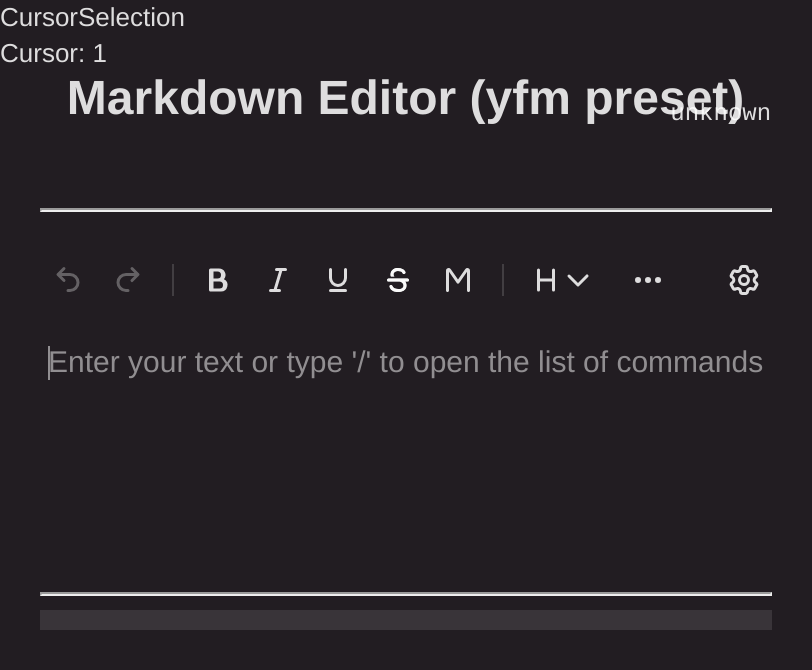 CursorSelection
Cursor: 1
Markdown Editor (yfm preset)
unknown
B I U S M H
Enter your text or type '/' to open the list of commands